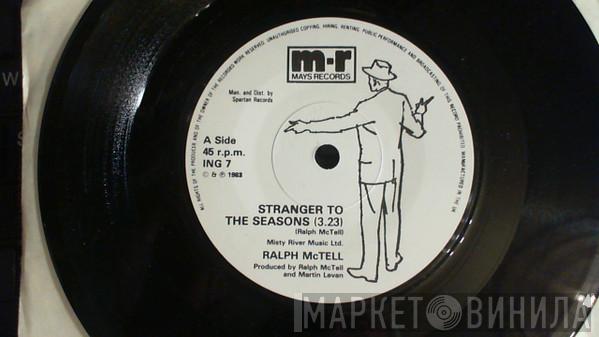 ALL RIGHTS OF THE PRODUCER AND OF THE OWNER OF THE RECORDED WORK RESERVED. UNAUTHORISED COPYING, HIRING, RENTING, PUBLIC PERFORMANCE AND BROADCASTING OF THIS RECORD PROHIBITED. MANUFACTURED IN THE UK
m-r
MAYS RECORDS
Man. and Dist. by
Spartan Records
A Side
45 r.p.m.
ING 7
© & ℗ 1983
STRANGER TO
THE SEASONS (3.23)
(Ralph McTell)
Misty River Music Ltd.
RALPH McTELL
Produced by Ralph McTell
and Martin Levan
МАРКЕТ ВИНИЛА